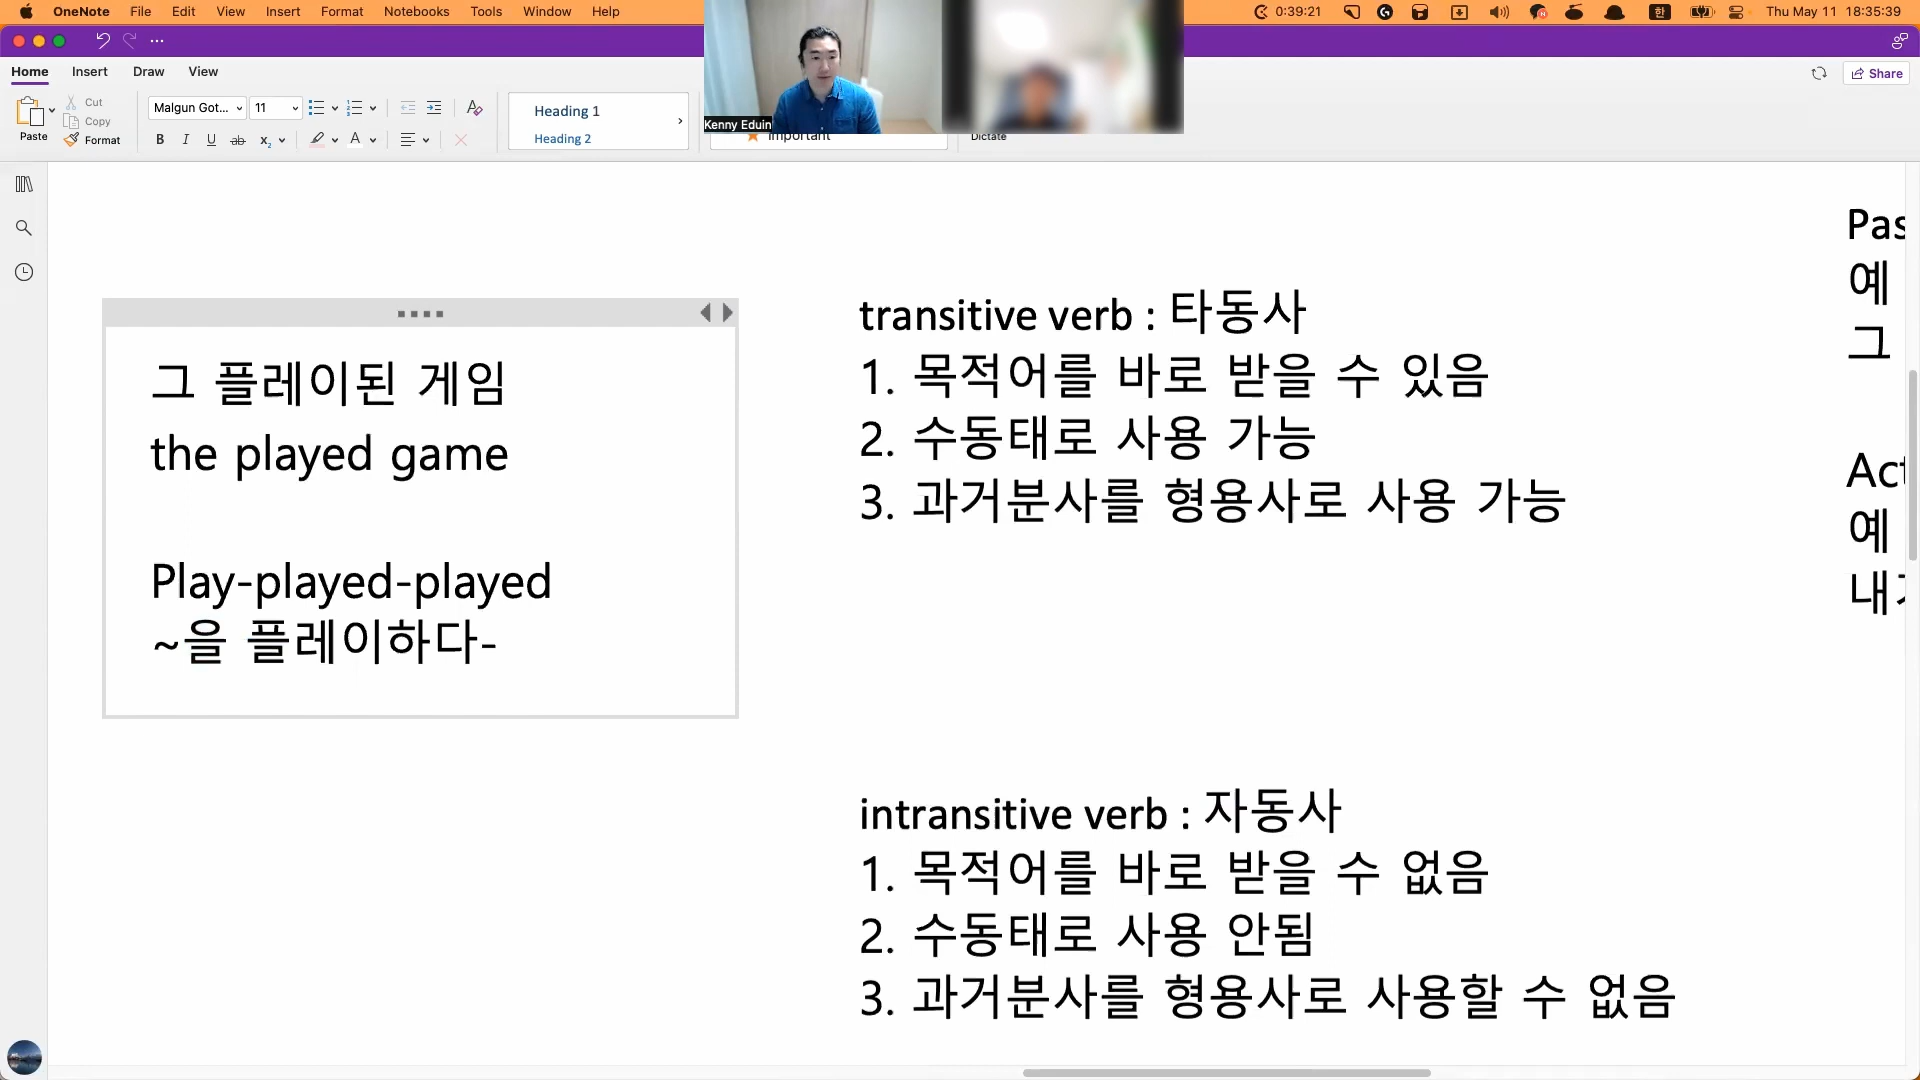 OneNote File Edit View Insert Format Notebooks Tools Window Help
0:39:21 한 Thu May 11 18:35:39
Home Insert Draw View
Share
Paste
Cut
Copy
Format
Malgun Got... 11
B I U ab x₂ A
Heading 1
Heading 2
Important
Dictate
Kenny Eduin
그 플레이된 게임
the played game
Play-played-played
~을 플레이하다-
transitive verb : 타동사
1. 목적어를 바로 받을 수 있음
2. 수동태로 사용 가능
3. 과거분사를 형용사로 사용 가능
intransitive verb : 자동사
1. 목적어를 바로 받을 수 없음
2. 수동태로 사용 안됨
3. 과거분사를 형용사로 사용할 수 없음
Pas
예
그
Act
예